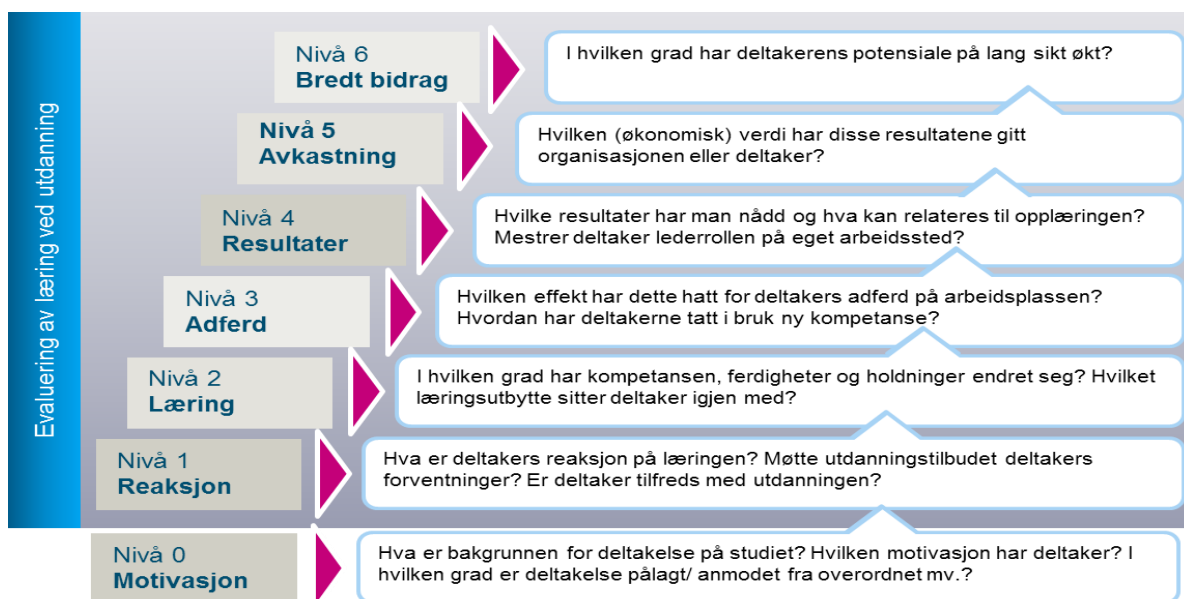 Evaluering av læring ved utdanning
Nivå 6
Bredt bidrag
I hvilken grad har deltakerens potensiale på lang sikt økt?
Nivå 5
Avkastning
Hvilken (økonomisk) verdi har disse resultatene gitt
organisasjonen eller deltaker?
Nivå 4
Resultater
Hvilke resultater har man nådd og hva kan relateres til opplæringen?
Mestrer deltaker lederrollen på eget arbeidssted?
Nivå 3
Adferd
Hvilken effekt har dette hatt for deltakers adferd på arbeidsplassen?
Hvordan har deltakerne tatt i bruk ny kompetanse?
Nivå 2
Læring
I hvilken grad har kompetansen, ferdigheter og holdninger endret seg? Hvilket
læringsutbytte sitter deltaker igjen med?
Nivå 1
Reaksjon
Hva er deltakers reaksjon på læringen? Møtte utdanningstilbudet deltakers
forventninger? Er deltaker tilfreds med utdanningen?
Nivå 0
Motivasjon
Hva er bakgrunnen for deltakelse på studiet? Hvilken motivasjon har deltaker? I
hvilken grad er deltakelse pålagt/ anmodet fra overordnet mv.?